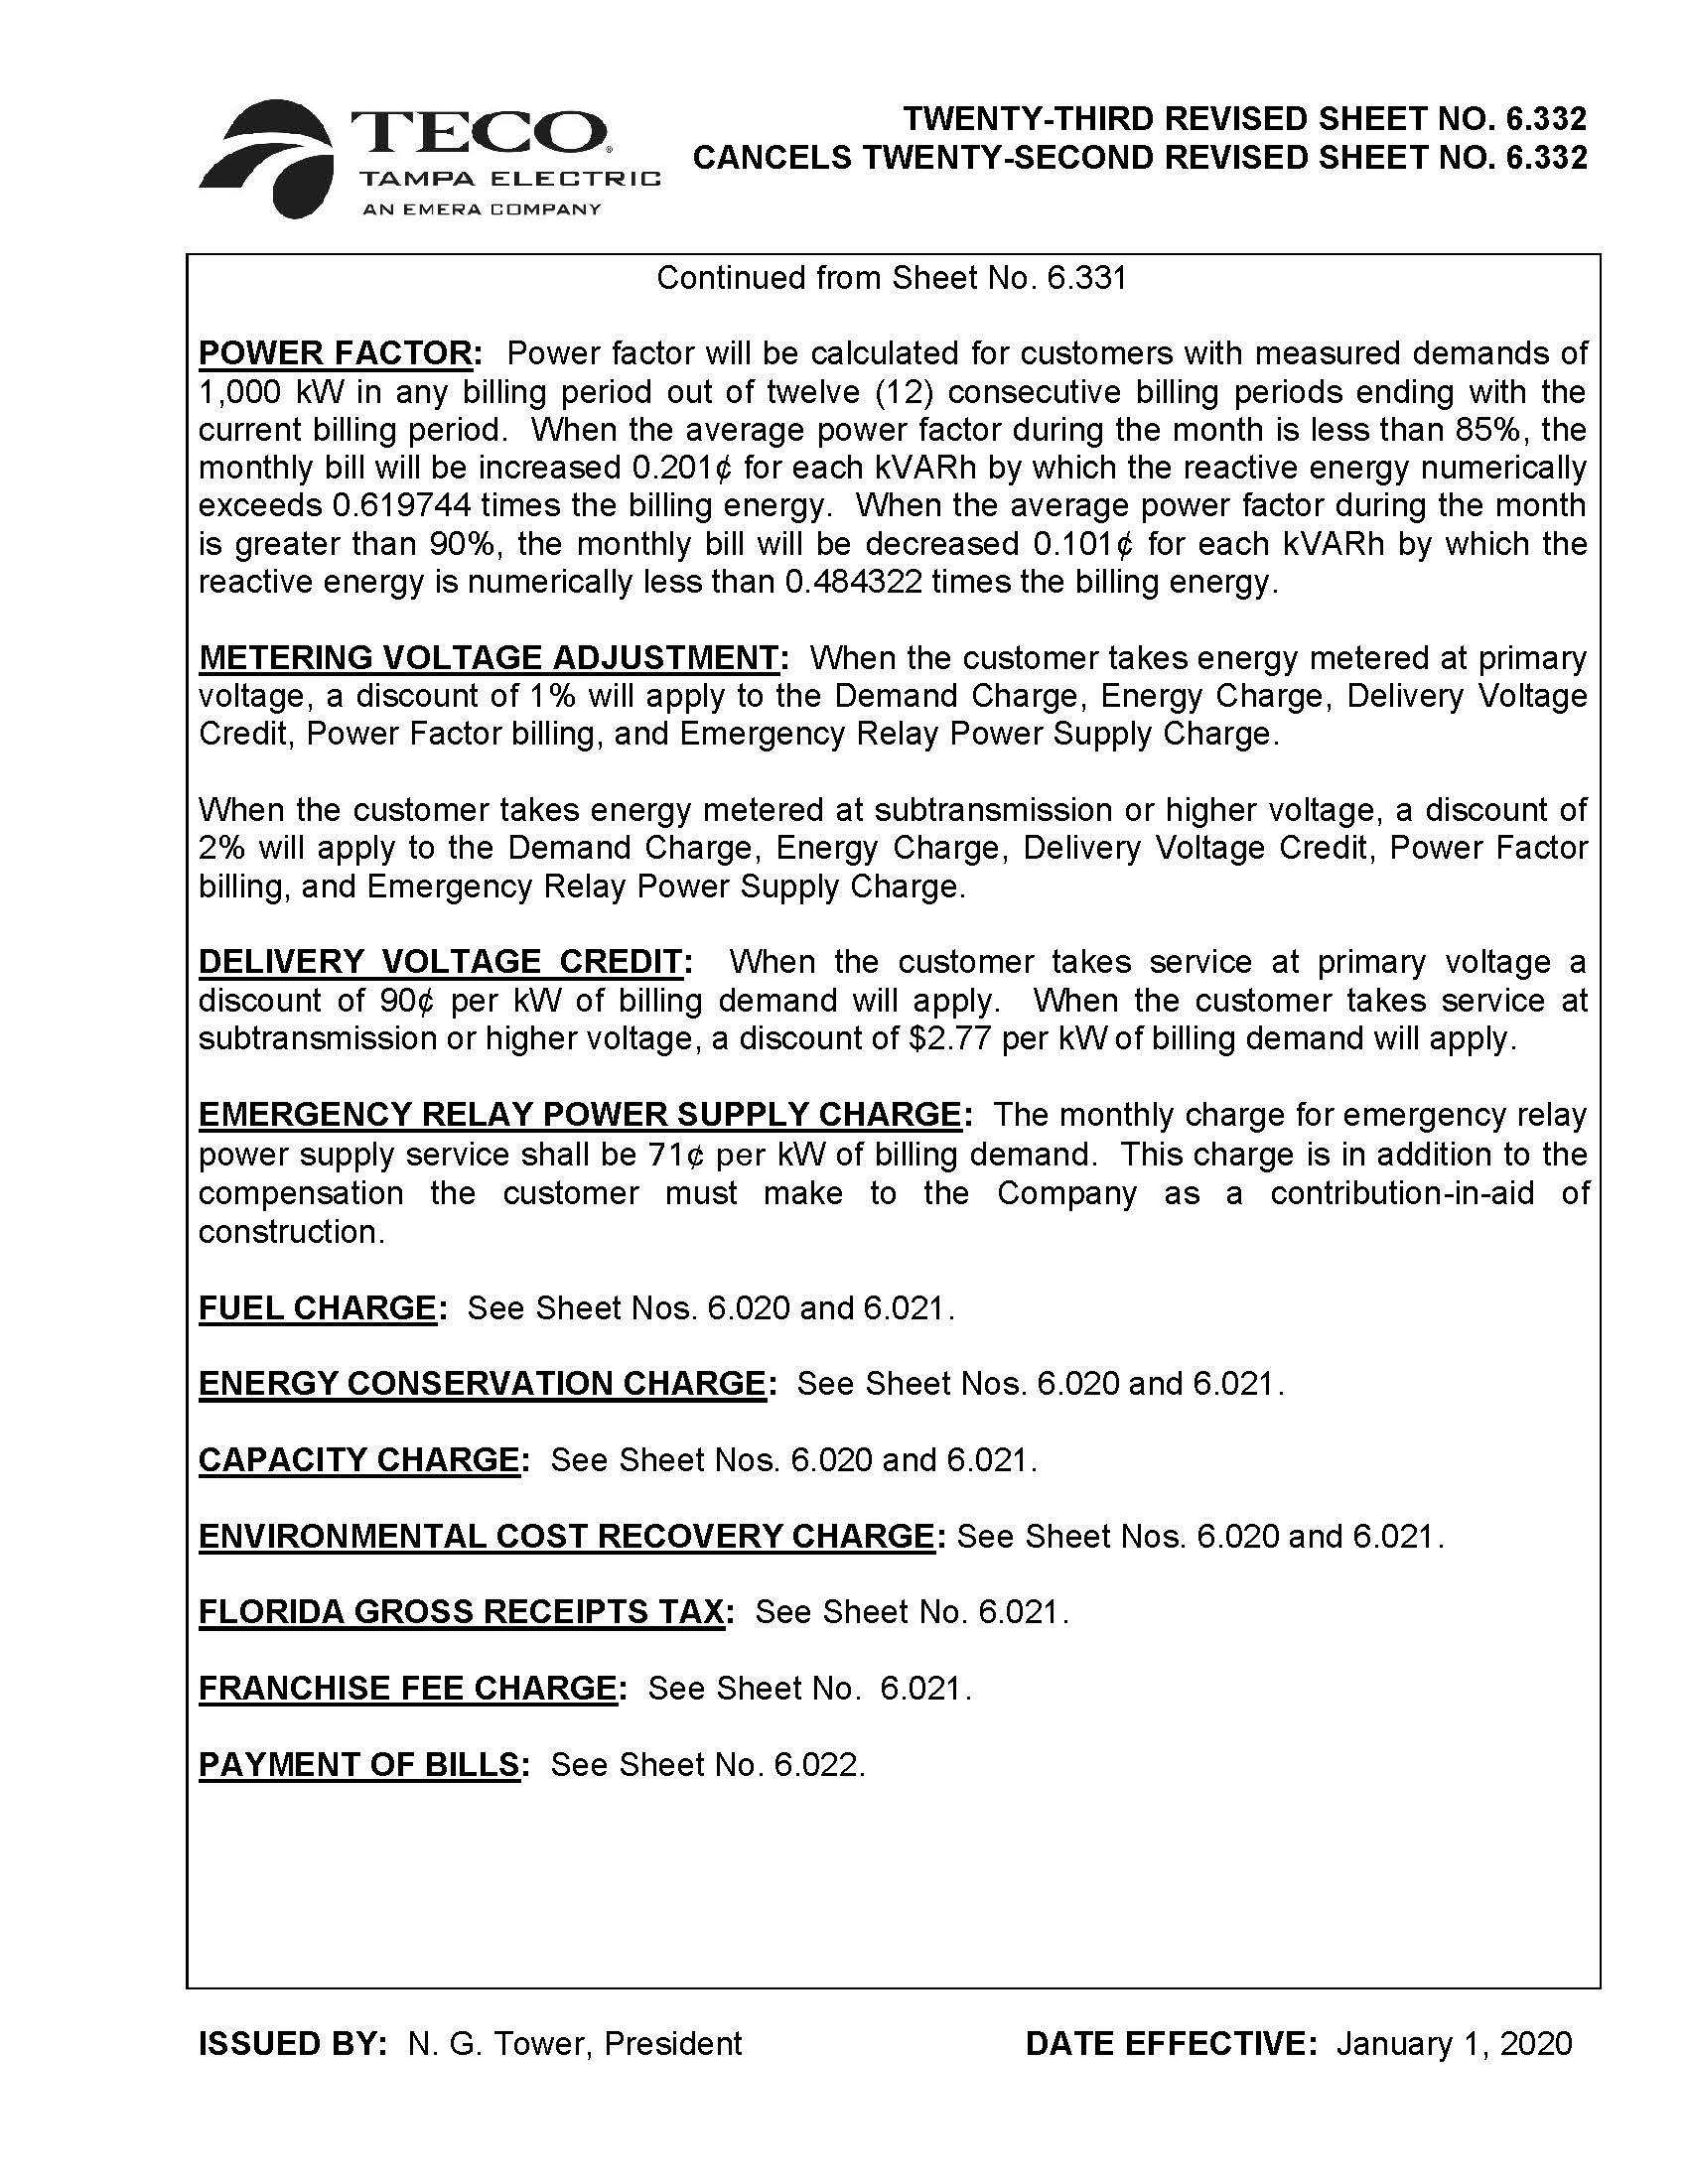 TECO®
TAMPA ELECTRIC
AN EMERA COMPANY
TWENTY-THIRD REVISED SHEET NO. 6.332
CANCELS TWENTY-SECOND REVISED SHEET NO. 6.332
Continued from Sheet No. 6.331
POWER FACTOR: Power factor will be calculated for customers with measured demands of
1,000 kW in any billing period out of twelve (12) consecutive billing periods ending with the
current billing period. When the average power factor during the month is less than 85%, the
monthly bill will be increased 0.201¢ for each kVARh by which the reactive energy numerically
exceeds 0.619744 times the billing energy. When the average power factor during the month
is greater than 90%, the monthly bill will be decreased 0.101¢ for each kVARh by which the
reactive energy is numerically less than 0.484322 times the billing energy.
METERING VOLTAGE ADJUSTMENT: When the customer takes energy metered at primary
voltage, a discount of 1% will apply to the Demand Charge, Energy Charge, Delivery Voltage
Credit, Power Factor billing, and Emergency Relay Power Supply Charge.
When the customer takes energy metered at subtransmission or higher voltage, a discount of
2% will apply to the Demand Charge, Energy Charge, Delivery Voltage Credit, Power Factor
billing, and Emergency Relay Power Supply Charge.
DELIVERY VOLTAGE CREDIT: When the customer takes service at primary voltage a
discount of 90¢ per kW of billing demand will apply. When the customer takes service at
subtransmission or higher voltage, a discount of $2.77 per kW of billing demand will apply.
EMERGENCY RELAY POWER SUPPLY CHARGE: The monthly charge for emergency relay
power supply service shall be 71¢ per kW of billing demand. This charge is in addition to the
compensation the customer must make to the Company as a contribution-in-aid of
construction.
FUEL CHARGE: See Sheet Nos. 6.020 and 6.021.
ENERGY CONSERVATION CHARGE: See Sheet Nos. 6.020 and 6.021.
CAPACITY CHARGE: See Sheet Nos. 6.020 and 6.021.
ENVIRONMENTAL COST RECOVERY CHARGE: See Sheet Nos. 6.020 and 6.021.
FLORIDA GROSS RECEIPTS TAX: See Sheet No. 6.021.
FRANCHISE FEE CHARGE: See Sheet No. 6.021.
PAYMENT OF BILLS: See Sheet No. 6.022.
ISSUED BY: N. G. Tower, President
DATE EFFECTIVE: January 1, 2020